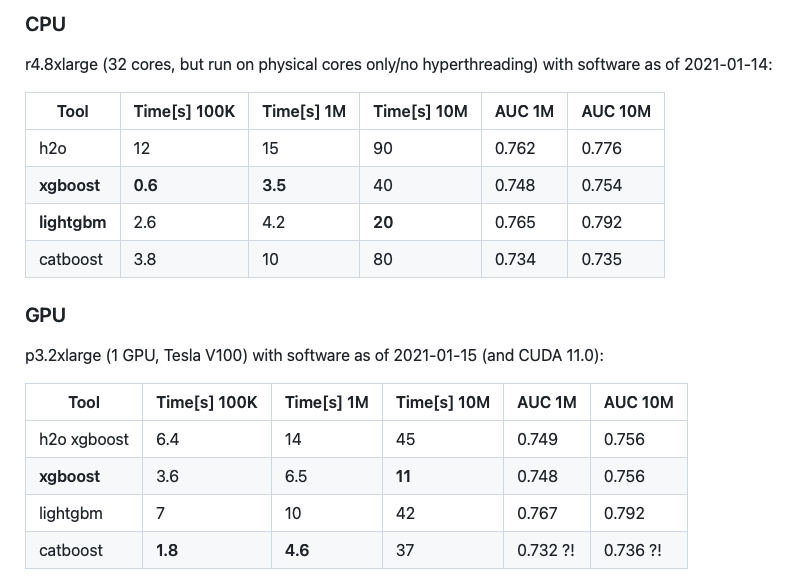 CPU
r4.8xlarge (32 cores, but run on physical cores only/no hyperthreading) with software as of 2021-01-14:
Tool Time[s] 100K Time[s] 1M Time[s] 10M AUC 1M AUC 10M
h2o 12 15 90 0.762 0.776
xgboost 0.6 3.5 40 0.748 0.754
lightgbm 2.6 4.2 20 0.765 0.792
catboost 3.8 10 80 0.734 0.735
GPU
p3.2xlarge (1 GPU, Tesla V100) with software as of 2021-01-15 (and CUDA 11.0):
Tool Time[s] 100K Time[s] 1M Time[s] 10M AUC 1M AUC 10M
h2o xgboost 6.4 14 45 0.749 0.756
xgboost 3.6 6.5 11 0.748 0.756
lightgbm 7 10 42 0.767 0.792
catboost 1.8 4.6 37 0.732 ?! 0.736 ?!